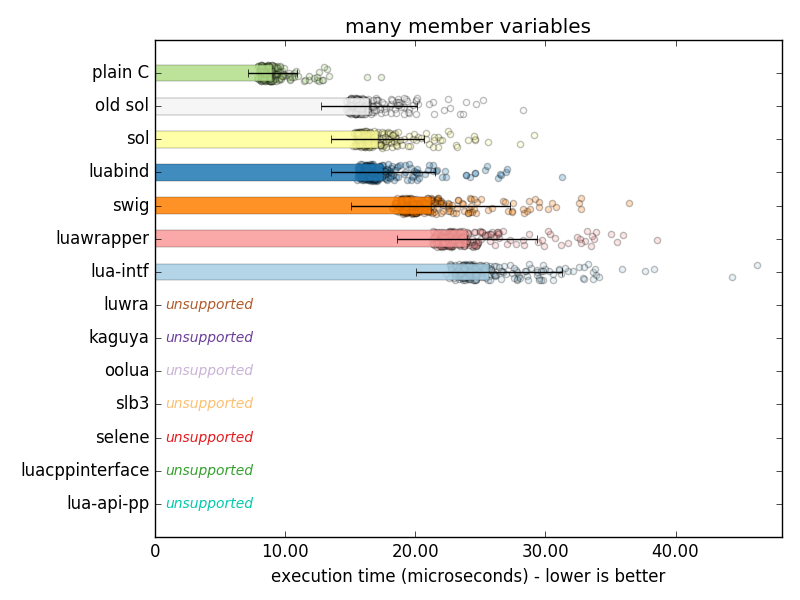 many member variables
plain C
old sol
sol
luabind
swig
luawrapper
lua-intf
luwra unsupported
kaguya unsupported
oolua unsupported
slb3 unsupported
selene unsupported
luacppinterface unsupported
lua-api-pp unsupported
0 10.00 20.00 30.00 40.00
execution time (microseconds) - lower is better